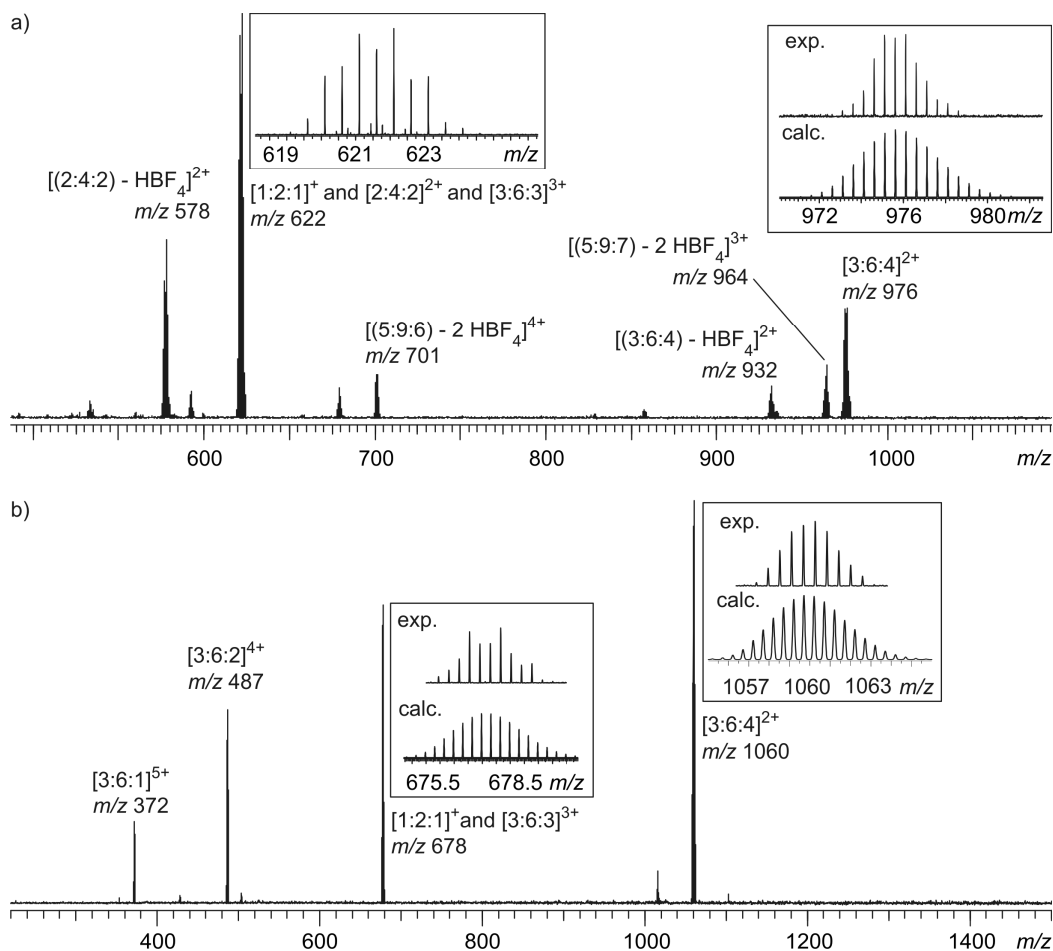 a)
619 621 623 m/z
exp.
calc.
972 976 980 m/z
[(2:4:2) - HBF₄]²⁺
m/z 578
[1:2:1]⁺ and [2:4:2]²⁺ and [3:6:3]³⁺
m/z 622
[(5:9:7) - 2 HBF₄]³⁺
m/z 964
[3:6:4]²⁺
m/z 976
[(5:9:6) - 2 HBF₄]⁴⁺
m/z 701
[(3:6:4) - HBF₄]²⁺
m/z 932
600 700 800 900 1000 m/z
b)
exp.
calc.
1057 1060 1063 m/z
exp.
calc.
675.5 678.5 m/z
[3:6:2]⁴⁺
m/z 487
[3:6:4]²⁺
m/z 1060
[3:6:1]⁵⁺
m/z 372
[1:2:1]⁺and [3:6:3]³⁺
m/z 678
400 600 800 1000 1200 1400 m/z